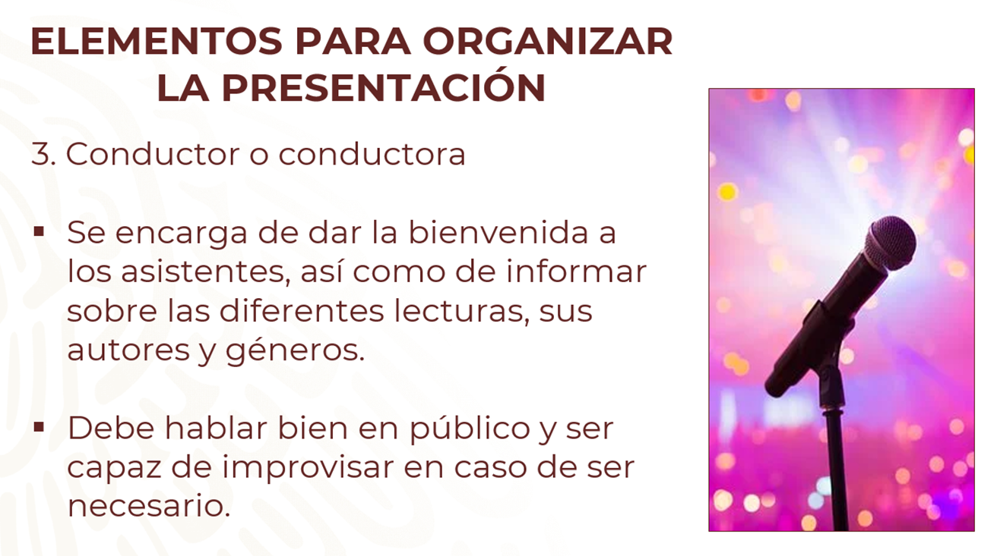 ELEMENTOS PARA ORGANIZAR
LA PRESENTACIÓN
3. Conductor o conductora
▪ Se encarga de dar la bienvenida a
los asistentes, así como de informar
sobre las diferentes lecturas, sus
autores y géneros.
▪ Debe hablar bien en público y ser
capaz de improvisar en caso de ser
necesario.